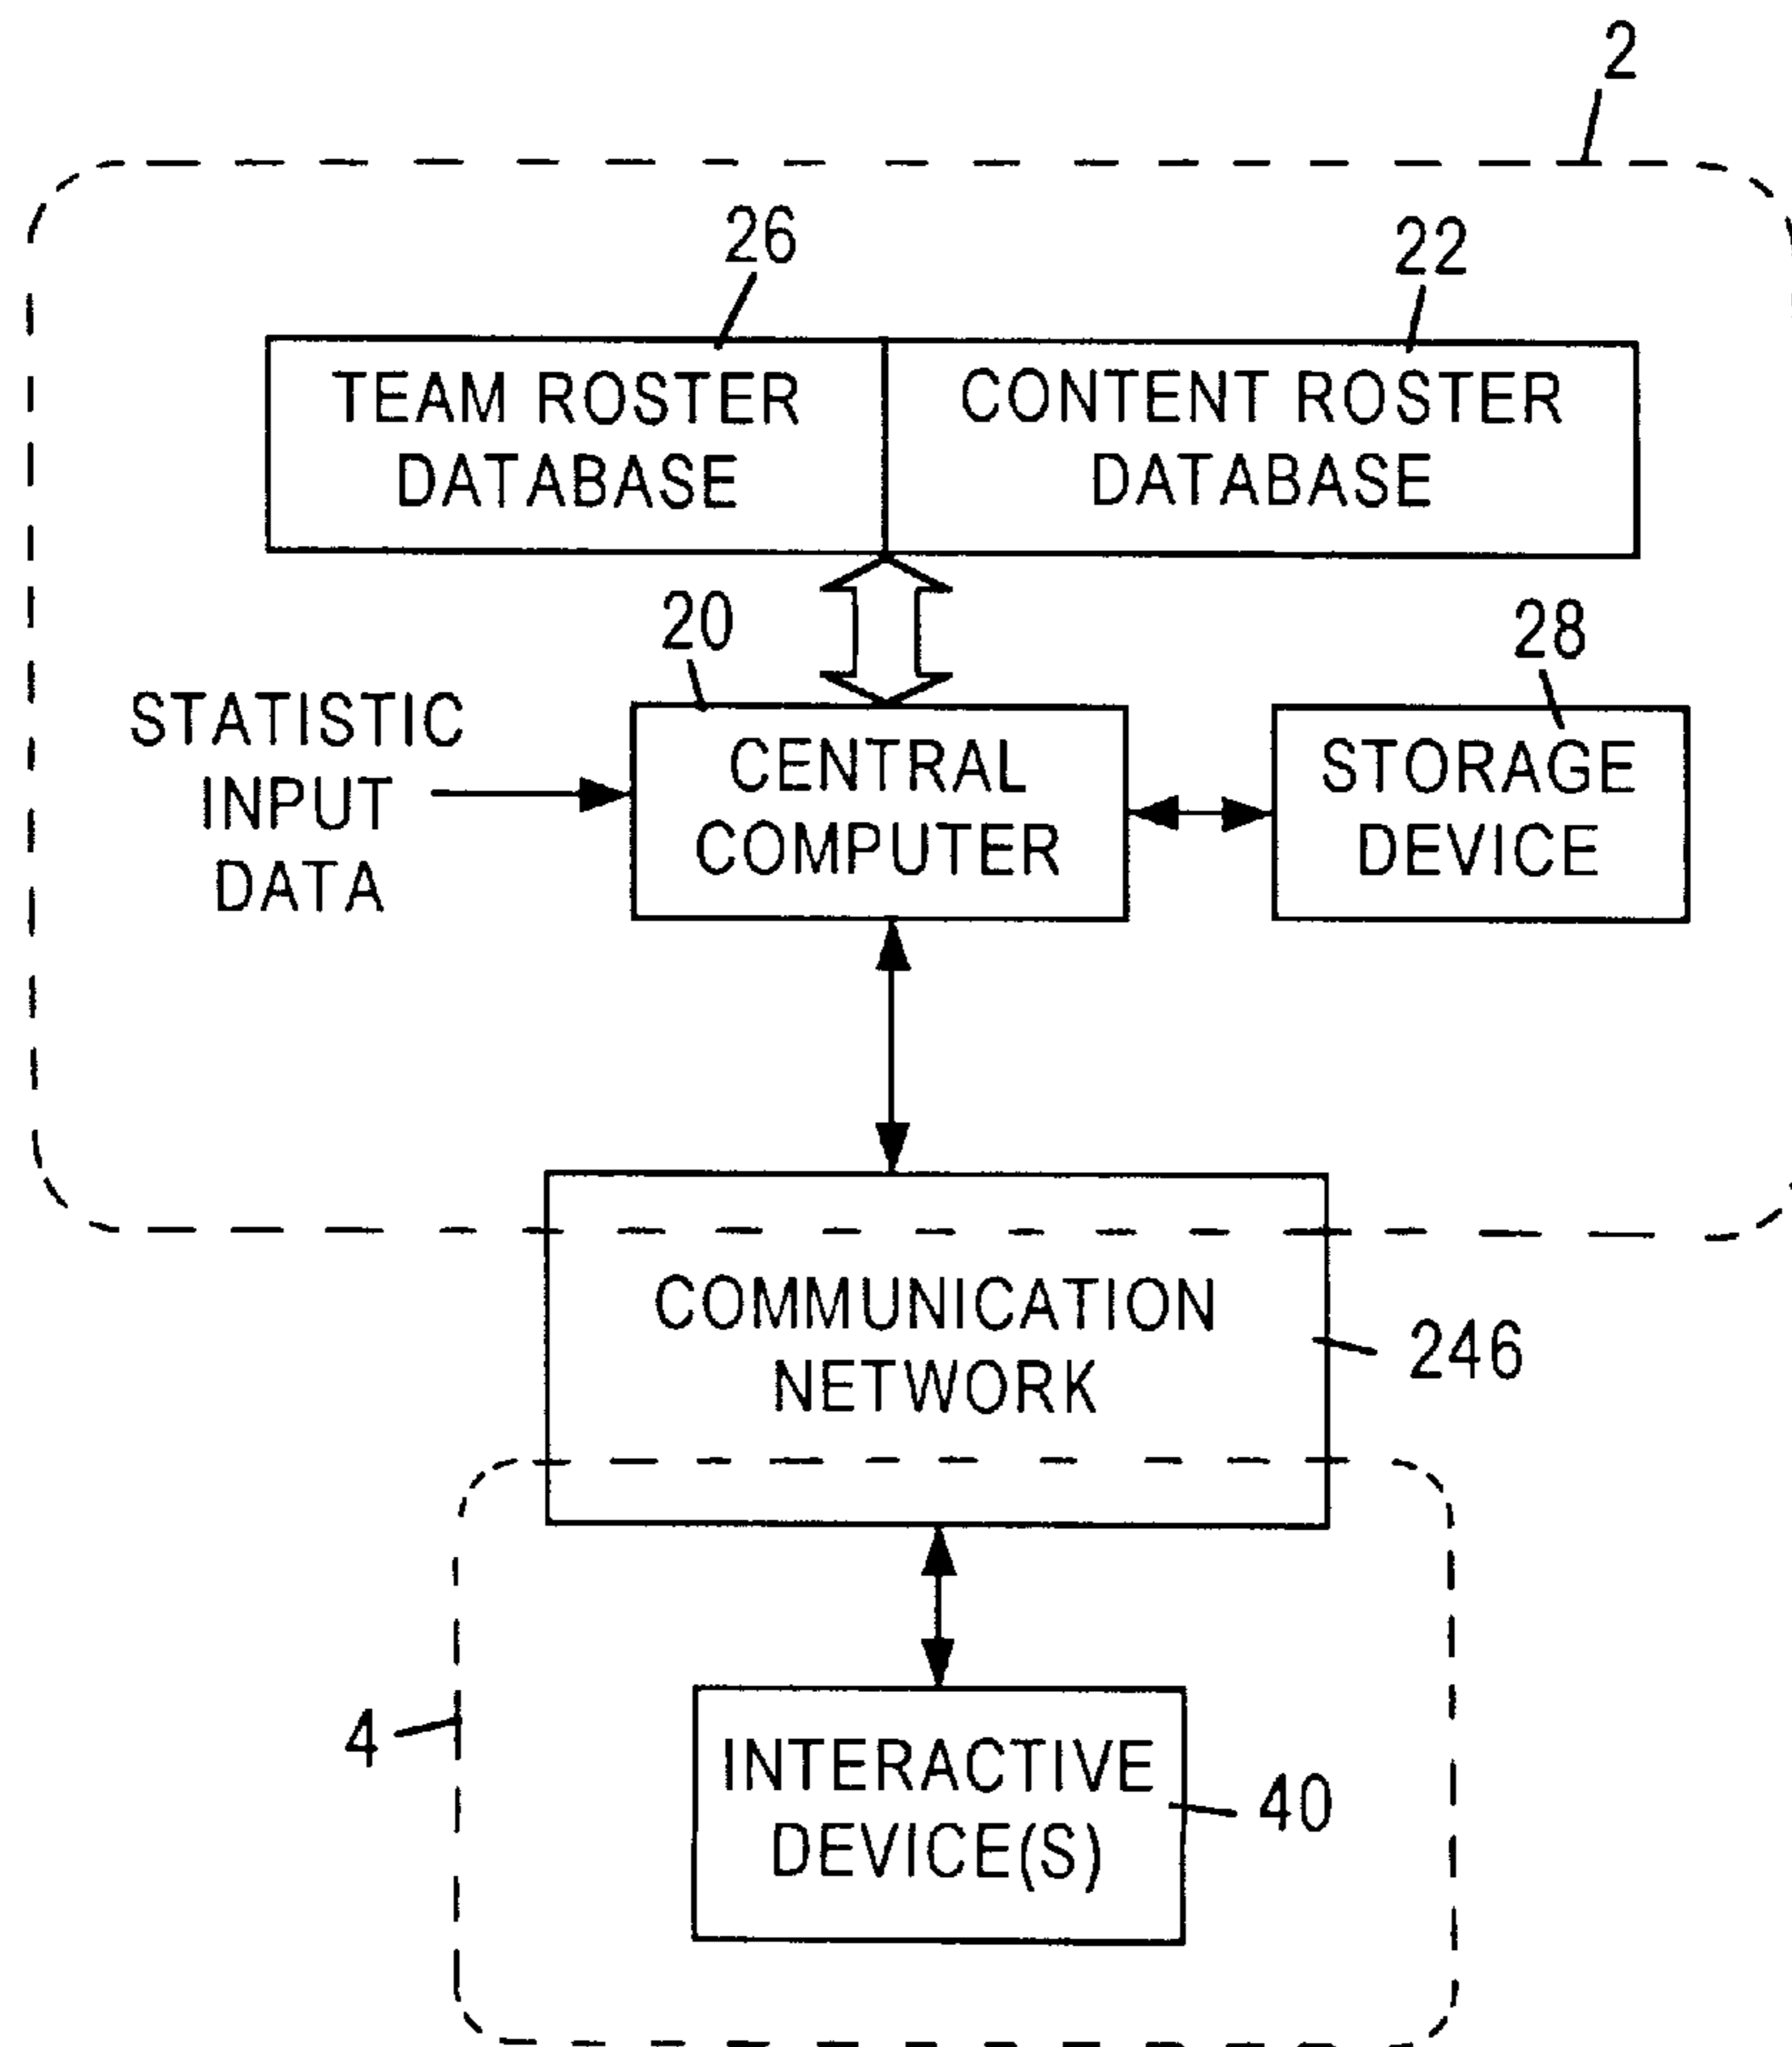 2
26
22
TEAM ROSTER
DATABASE
CONTENT ROSTER
DATABASE
20
28
STATISTIC
INPUT
DATA
CENTRAL
COMPUTER
STORAGE
DEVICE
COMMUNICATION
NETWORK
246
4
INTERACTIVE
DEVICE(S)
40